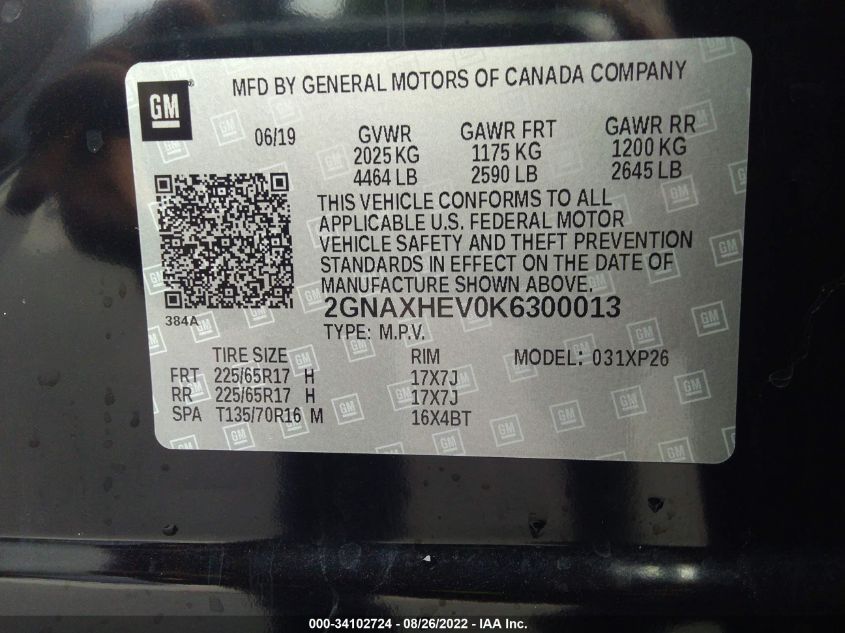 MFD BY GENERAL MOTORS OF CANADA COMPANY
GM
06/19 GVWR GAWR FRT GAWR RR
2025 KG 1175 KG 1200 KG
4464 LB 2590 LB 2645 LB
THIS VEHICLE CONFORMS TO ALL
APPLICABLE U.S. FEDERAL MOTOR
VEHICLE SAFETY AND THEFT PREVENTION
STANDARDS IN EFFECT ON THE DATE OF
MANUFACTURE SHOWN ABOVE.
2GNAXHEV0K6300013
384A
TYPE: M.P.V.
TIRE SIZE RIM MODEL: 031XP26
FRT 225/65R17 H 17X7J
RR 225/65R17 H 17X7J
SPA T135/70R16 M 16X4BT
000-34102724 - 08/26/2022 - IAA Inc.